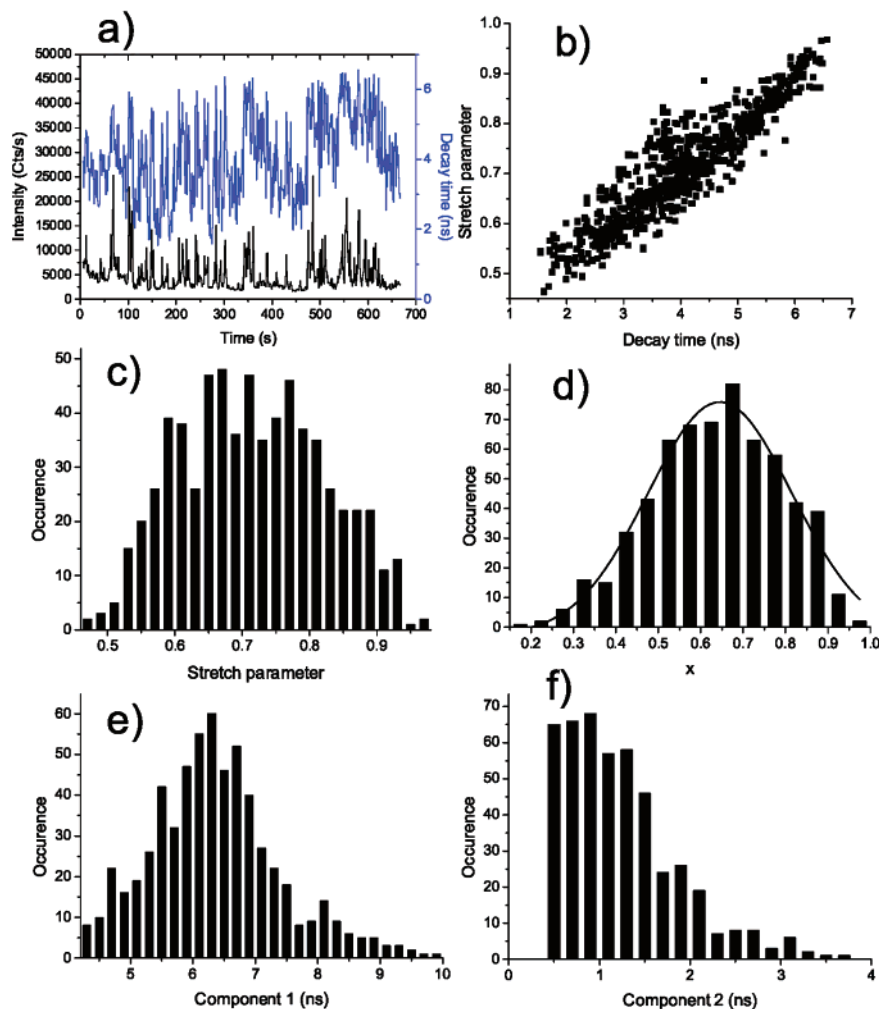 a)
50000
45000
40000
35000
30000
25000
20000
15000
10000
5000
0
Intensity (Cts/s)
0 100 200 300 400 500 600 700
Time (s)
6
4
2
0
Decay time (ns)
b)
1.0
0.9
0.8
0.7
0.6
0.5
Stretch parameter
1 2 3 4 5 6 7
Decay time (ns)
c)
50
40
30
20
10
0
Occurence
0.5 0.6 0.7 0.8 0.9
Stretch parameter
d)
80
70
60
50
40
30
20
10
0
Occurence
0.2 0.3 0.4 0.5 0.6 0.7 0.8 0.9 1.0
x
e)
60
50
40
30
20
10
0
Occurence
5 6 7 8 9 10
Component 1 (ns)
f)
70
60
50
40
30
20
10
0
Occurence
0 1 2 3 4
Component 2 (ns)